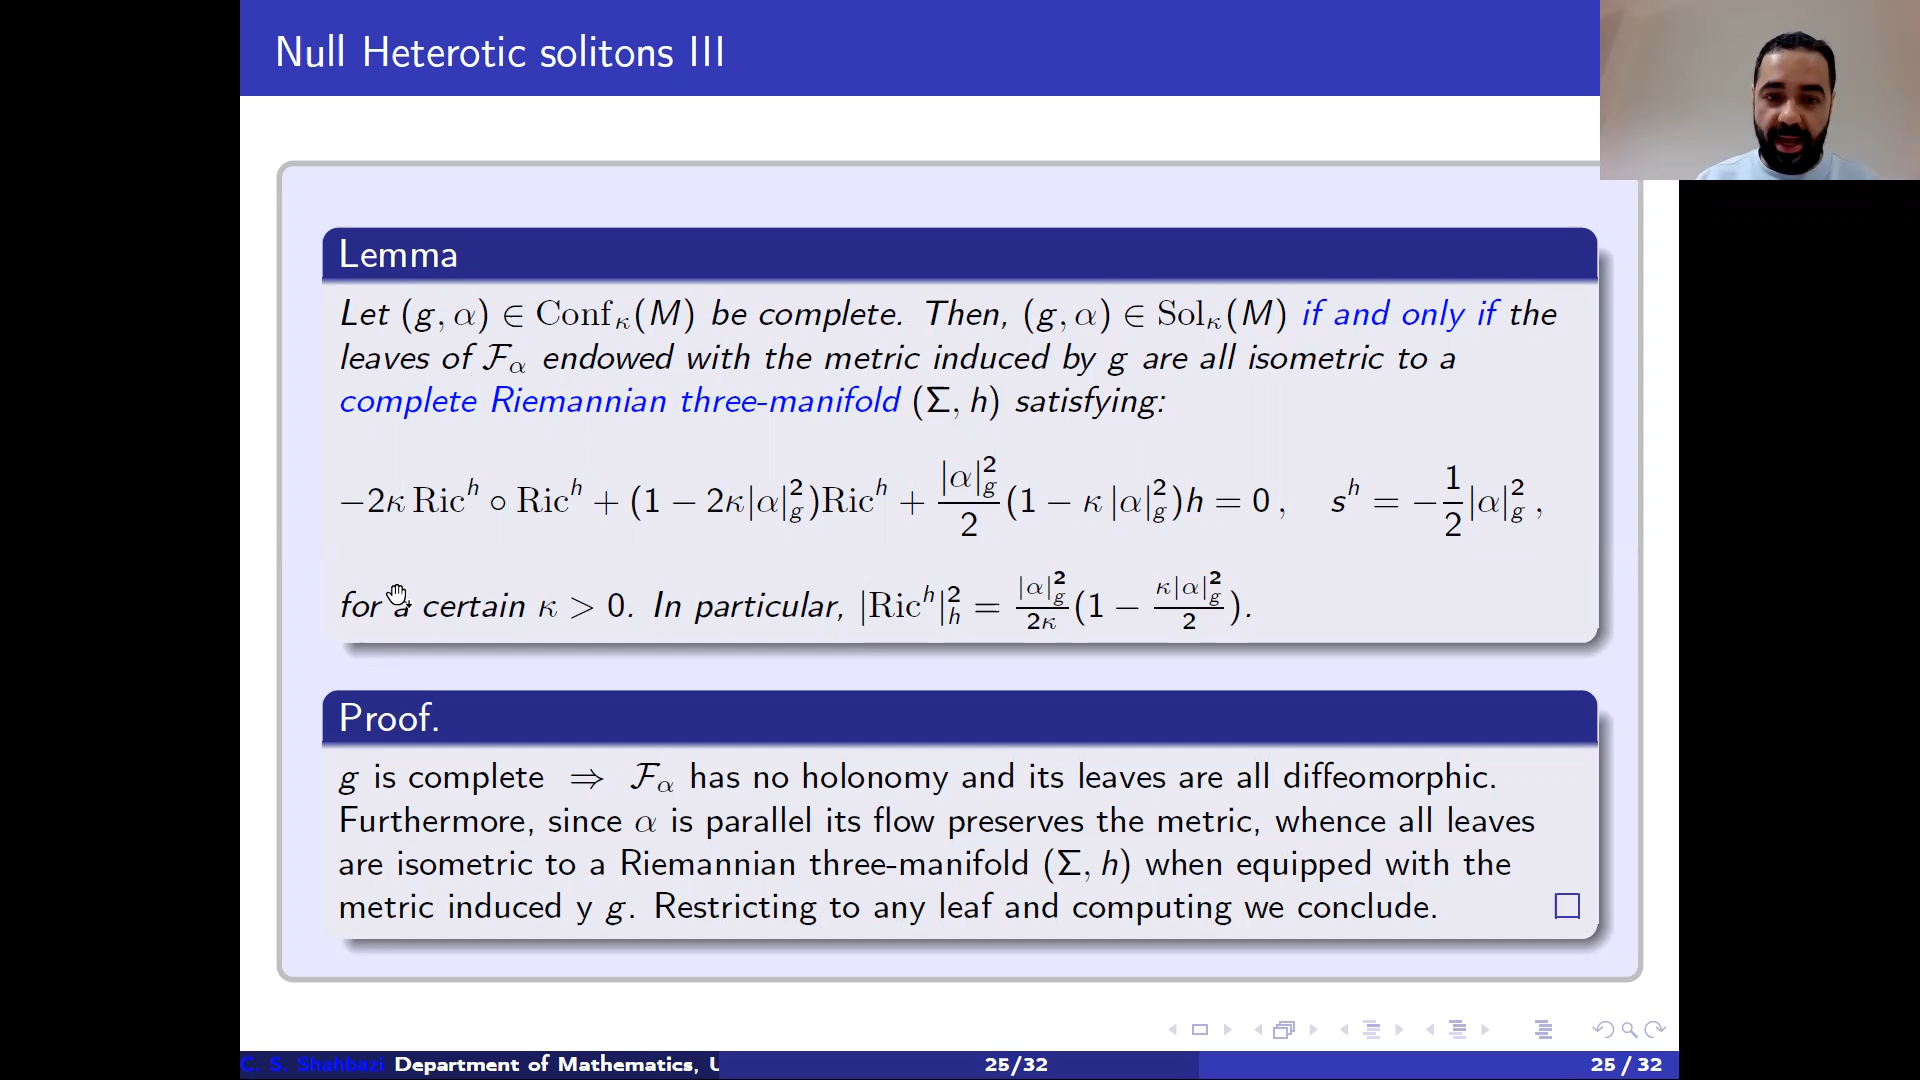 Null Heterotic solitons III
Lemma
Let (g, α) ∈ Conf_κ(M) be complete. Then, (g, α) ∈ Sol_κ(M) if and only if the
leaves of ℱ_α endowed with the metric induced by g are all isometric to a
complete Riemannian three-manifold (Σ, h) satisfying:
−2κ Ric^h ∘ Ric^h + (1 − 2κ|α|²_g)Ric^h + |α|²_g/2 (1 − κ |α|²_g)h = 0 , s^h = −1/2 |α|²_g ,
for a certain κ > 0. In particular, |Ric^h|²_h = |α|²_g/2κ (1 − κ|α|²_g/2).
Proof.
g is complete ⇒ ℱ_α has no holonomy and its leaves are all diffeomorphic.
Furthermore, since α is parallel its flow preserves the metric, whence all leaves
are isometric to a Riemannian three-manifold (Σ, h) when equipped with the
metric induced y g. Restricting to any leaf and computing we conclude. □
C. S. Shahbazi Department of Mathematics, U 25/32 25 / 32